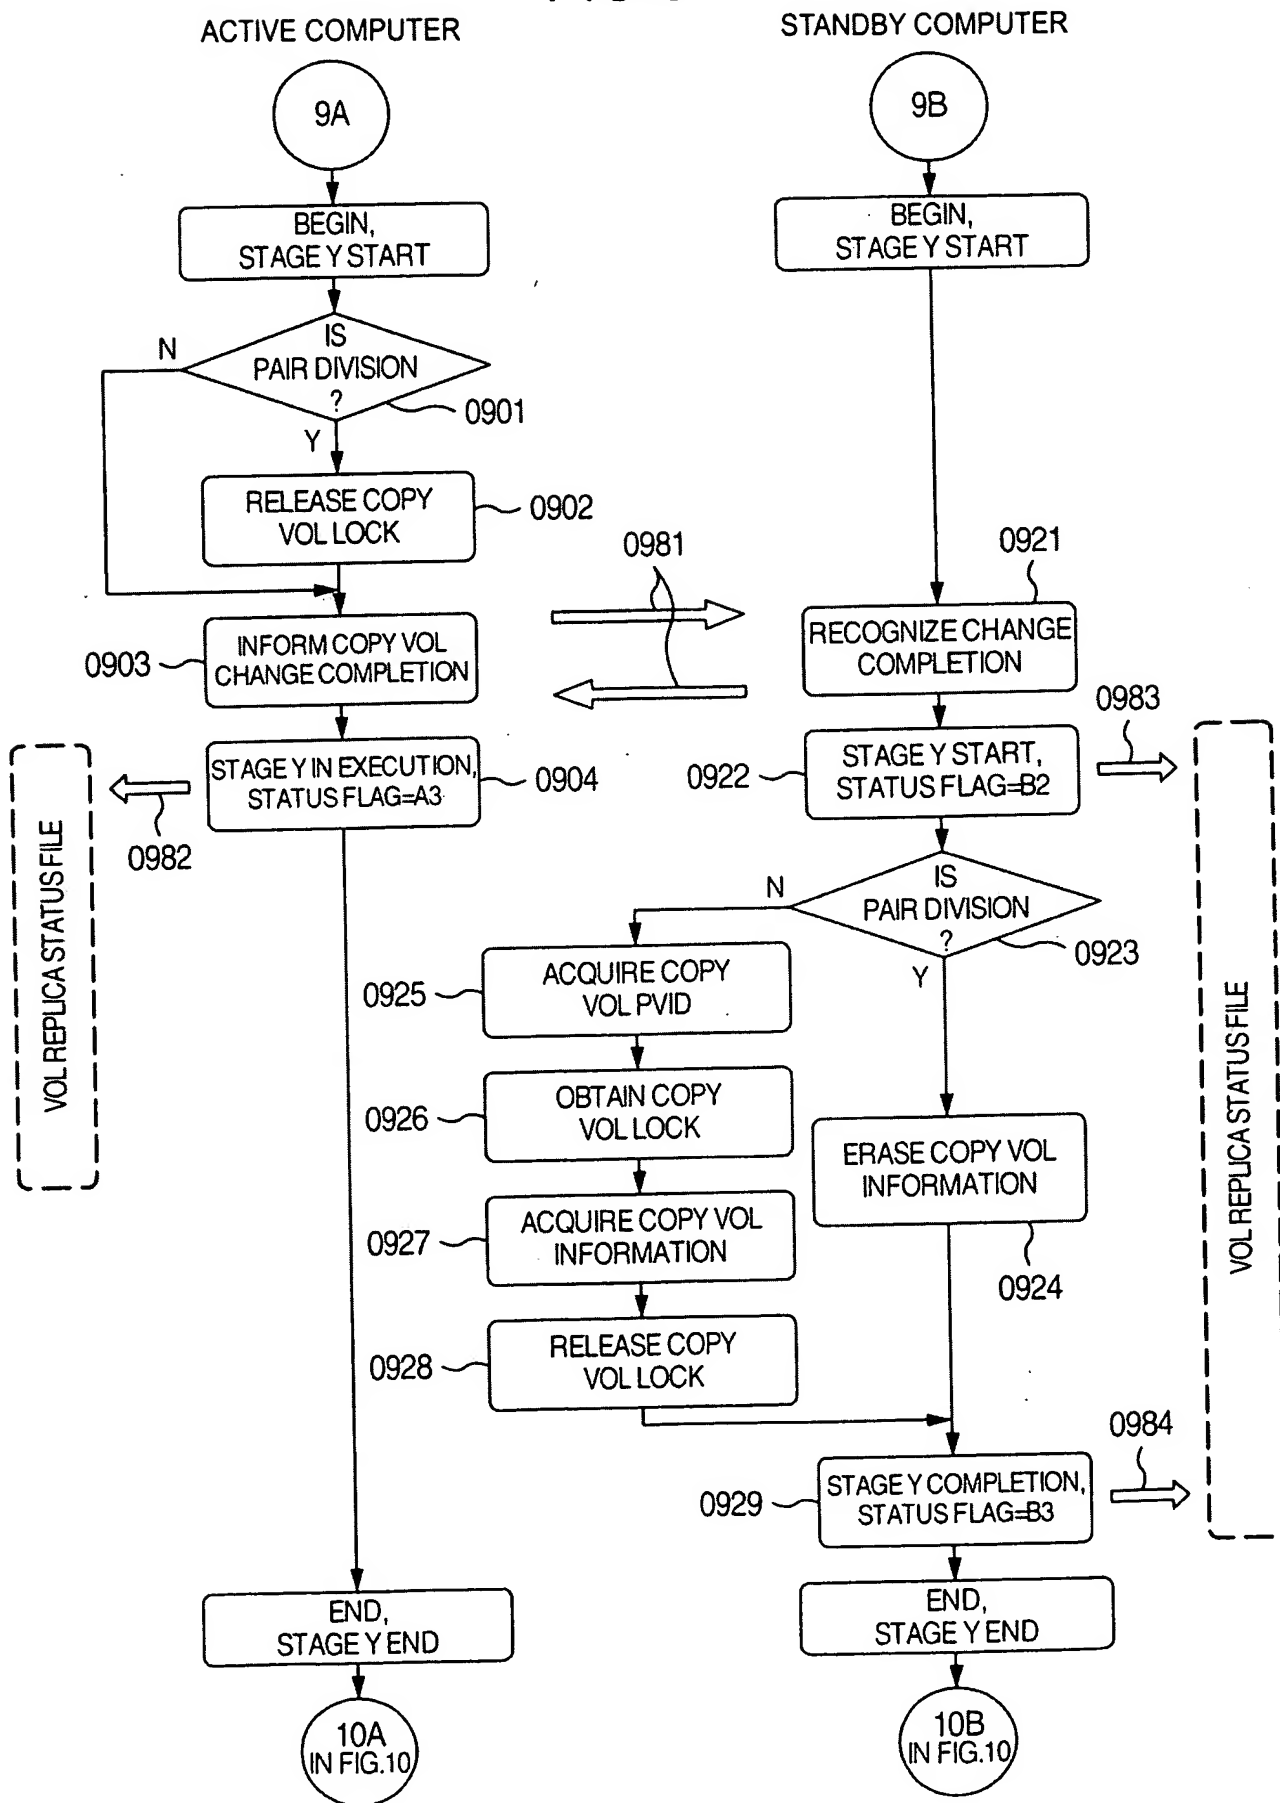 ACTIVE COMPUTER
STANDBY COMPUTER
9A
9B
BEGIN,
STAGE Y START
BEGIN,
STAGE Y START
IS
PAIR DIVISION
?
N
0901
Y
RELEASE COPY
VOL LOCK
0902
0981
0921
INFORM COPY VOL
CHANGE COMPLETION
0903
RECOGNIZE CHANGE
COMPLETION
0983
STAGE Y IN EXECUTION,
STATUS FLAG=A3
0904
0982
VOL REPLICA STATUS FILE
STAGE Y START,
STATUS FLAG=B2
0922
IS
PAIR DIVISION
?
N
0923
Y
ACQUIRE COPY
VOL PVID
0925
OBTAIN COPY
VOL LOCK
0926
ERASE COPY VOL
INFORMATION
0924
ACQUIRE COPY VOL
INFORMATION
0927
RELEASE COPY
VOL LOCK
0928
VOL REPLICA STATUS FILE
0984
STAGE Y COMPLETION,
STATUS FLAG=B3
0929
END,
STAGE Y END
END,
STAGE Y END
10A
IN FIG.10
10B
IN FIG.10